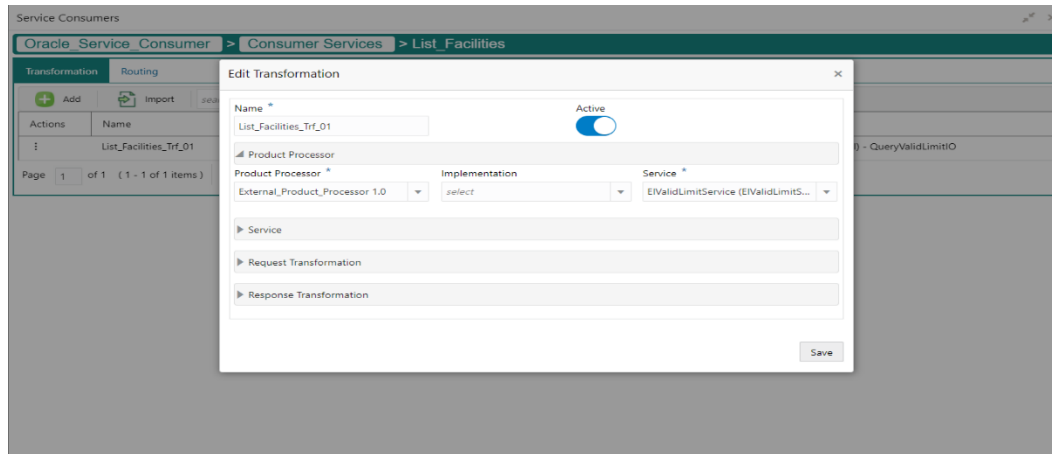 Service Consumers
Oracle_Service_Consumer > Consumer Services > List_Facilities
Transformation Routing
Edit Transformation
Add Import
Name *
Active
Actions Name
List_Facilities_Trf_01
List_Facilities_Trf_01
- QueryValidLimitIO
Product Processor
Page 1 of 1 ( 1 - 1 of 1 items )
Product Processor * Implementation Service *
External_Product_Processor 1.0 select EIValidLimitService (EIValidLimitS...
Service
Request Transformation
Response Transformation
Save